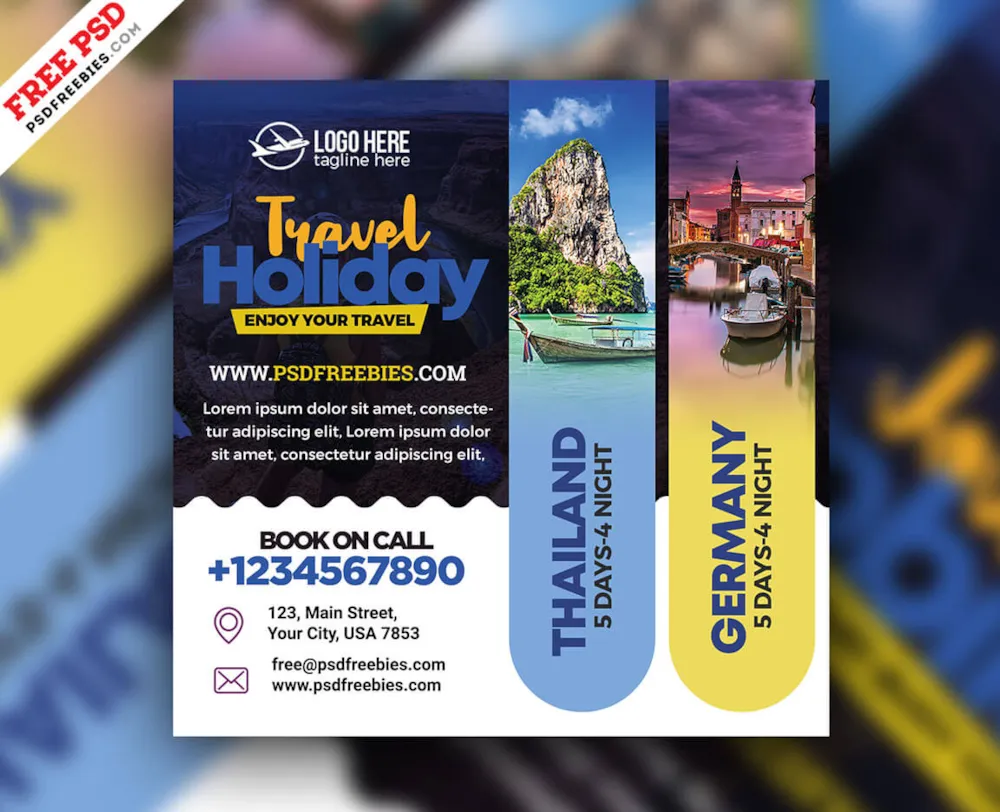 FREE PSD
PSDFREEBIES.COM
LOGO HERE
tagline here
Travel
Holiday
ENJOY YOUR TRAVEL
WWW.PSDFREEBIES.COM
Lorem ipsum dolor sit amet, consecte-
tur adipiscing elit, Lorem ipsum dolor
sit amet, consectetur adipiscing elit,
BOOK ON CALL
+1234567890
123, Main Street,
Your City, USA 7853
free@psdfreebies.com
www.psdfreebies.com
THAILAND
5 DAYS-4 NIGHT
GERMANY
5 DAYS-4 NIGHT